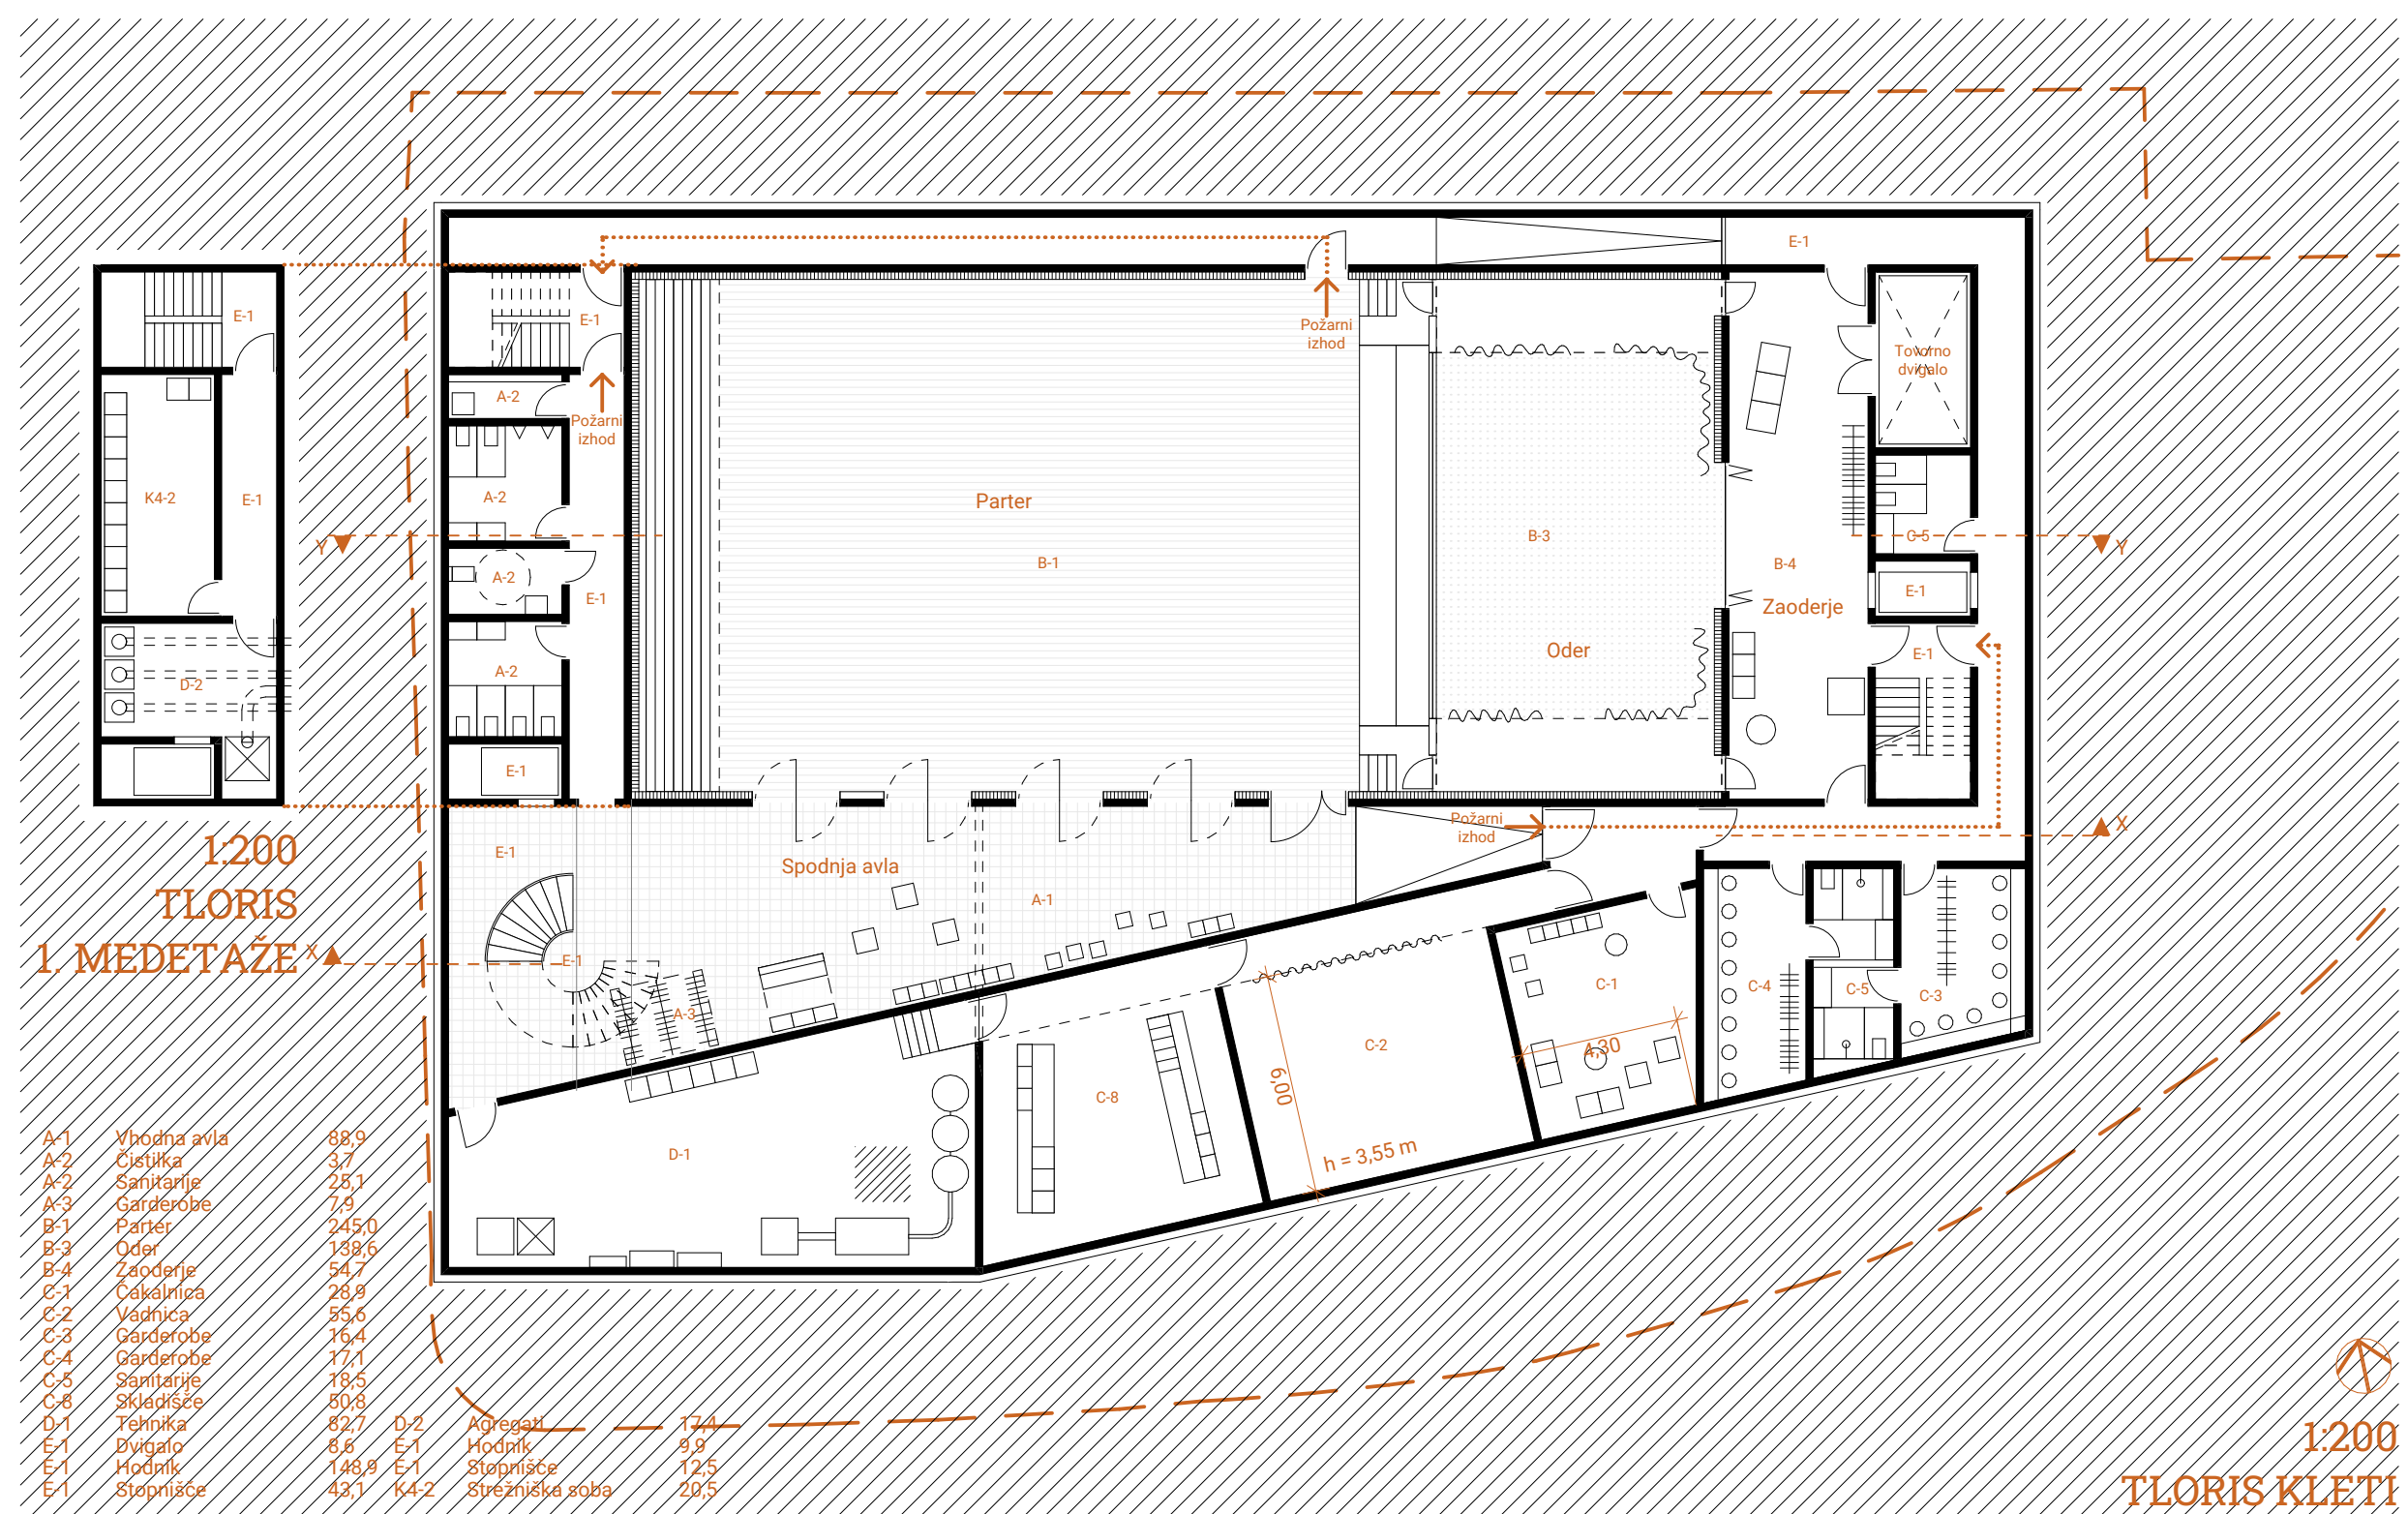 E-1
E-1
Požarni
izhod
E-1
E-1
Tovorno
dvigalo
A-2
Požarni
izhod
K4-2
E-1
A-2
Parter
B-3
C-5
Y
Y
B-1
B-4
A-2
E-1
E-1
Zaoderje
Oder
E-1
A-2
D-2
E-1
Požarni
izhod
X
1:200
TLORIS
1. MEDETAŽE
E-1
Spodnja avla
A-1
X
E-1
A-3
C-1
C-4
C-5
C-3
C-2
4,30
6,00
C-8
h = 3,55 m
D-1
A-1 Vhodna avla 88,9
A-2 Čistilka 3,7
A-2 Sanitarije 25,1
A-3 Garderobe 7,9
B-1 Parter 245,0
B-3 Oder 138,6
B-4 Zaoderje 54,7
C-1 Čakalnica 28,9
C-2 Vadnica 55,6
C-3 Garderobe 16,4
C-4 Garderobe 17,1
C-5 Sanitarije 18,5
C-8 Skladišče 50,8
D-1 Tehnika 82,7 D-2 Agregati 17,4
E-1 Dvigalo 8,6 E-1 Hodnik 9,9
E-1 Hodnik 148,9 E-1 Stopnišče 12,5
E-1 Stopnišče 43,1 K4-2 Strežniška soba 20,5
1:200
TLORIS KLETI